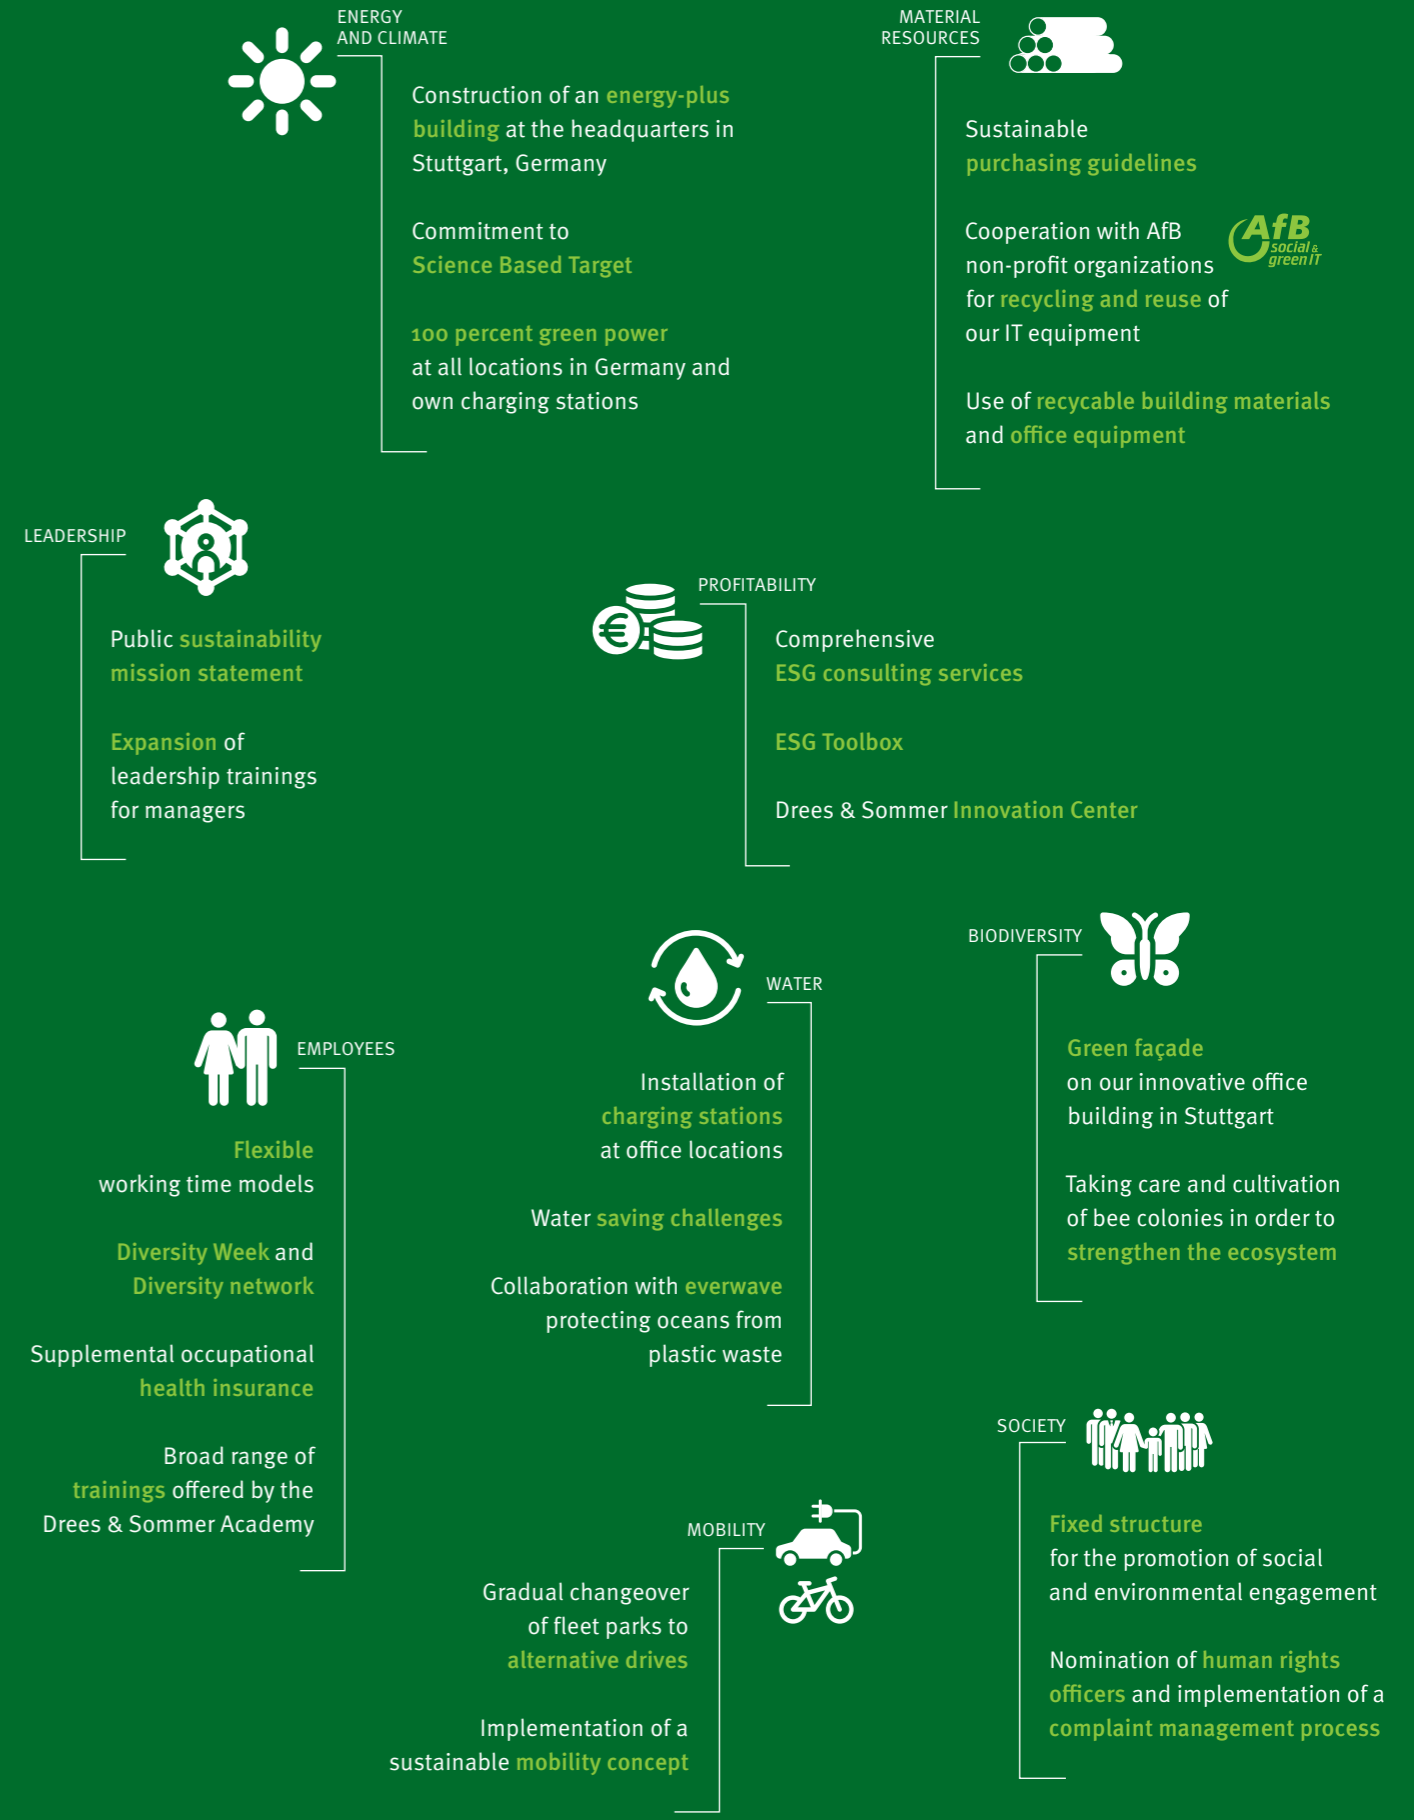 ENERGY
AND CLIMATE
Construction of an energy-plus
building at the headquarters in
Stuttgart, Germany
Commitment to
Science Based Target
100 percent green power
at all locations in Germany and
own charging stations
MATERIAL
RESOURCES
Sustainable
purchasing guidelines
Cooperation with AfB
non-profit organizations
for recycling and reuse of
our IT equipment
AfB
social &
green IT
Use of recycable building materials
and office equipment
LEADERSHIP
Public sustainability
mission statement
Expansion of
leadership trainings
for managers
PROFITABILITY
Comprehensive
ESG consulting services
ESG Toolbox
Drees & Sommer Innovation Center
EMPLOYEES
Flexible
working time models
Diversity Week and
Diversity network
Supplemental occupational
health insurance
Broad range of
trainings offered by the
Drees & Sommer Academy
WATER
Installation of
charging stations
at office locations
Water saving challenges
Collaboration with everwave
protecting oceans from
plastic waste
BIODIVERSITY
Green façade
on our innovative office
building in Stuttgart
Taking care and cultivation
of bee colonies in order to
strengthen the ecosystem
MOBILITY
Gradual changeover
of fleet parks to
alternative drives
Implementation of a
sustainable mobility concept
SOCIETY
Fixed structure
for the promotion of social
and environmental engagement
Nomination of human rights
officers and implementation of a
complaint management process